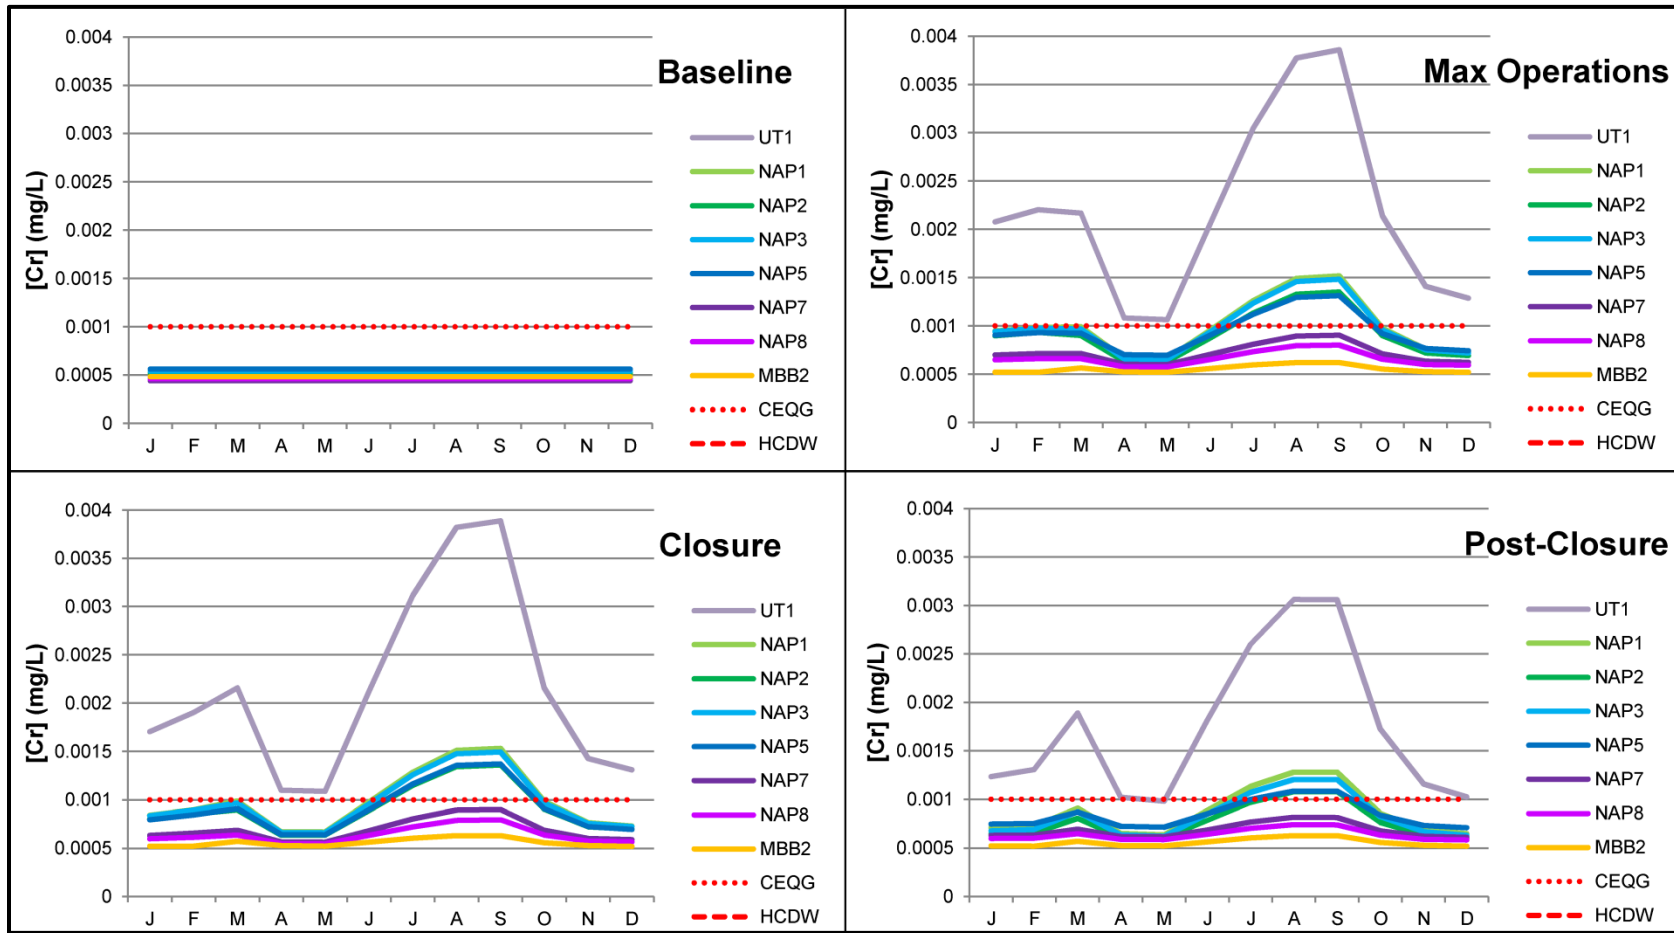 Baseline
[Cr] (mg/L)
0.004
0.0035
0.003
0.0025
0.002
0.0015
0.001
0.0005
0
J F M A M J J A S O N D
UT1
NAP1
NAP2
NAP3
NAP5
NAP7
NAP8
MBB2
CEQG
HCDW
Max Operations
[Cr] (mg/L)
0.004
0.0035
0.003
0.0025
0.002
0.0015
0.001
0.0005
0
J F M A M J J A S O N D
UT1
NAP1
NAP2
NAP3
NAP5
NAP7
NAP8
MBB2
CEQG
HCDW
Closure
[Cr] (mg/L)
0.004
0.0035
0.003
0.0025
0.002
0.0015
0.001
0.0005
0
J F M A M J J A S O N D
UT1
NAP1
NAP2
NAP3
NAP5
NAP7
NAP8
MBB2
CEQG
HCDW
Post-Closure
[Cr] (mg/L)
0.004
0.0035
0.003
0.0025
0.002
0.0015
0.001
0.0005
0
J F M A M J J A S O N D
UT1
NAP1
NAP2
NAP3
NAP5
NAP7
NAP8
MBB2
CEQG
HCDW